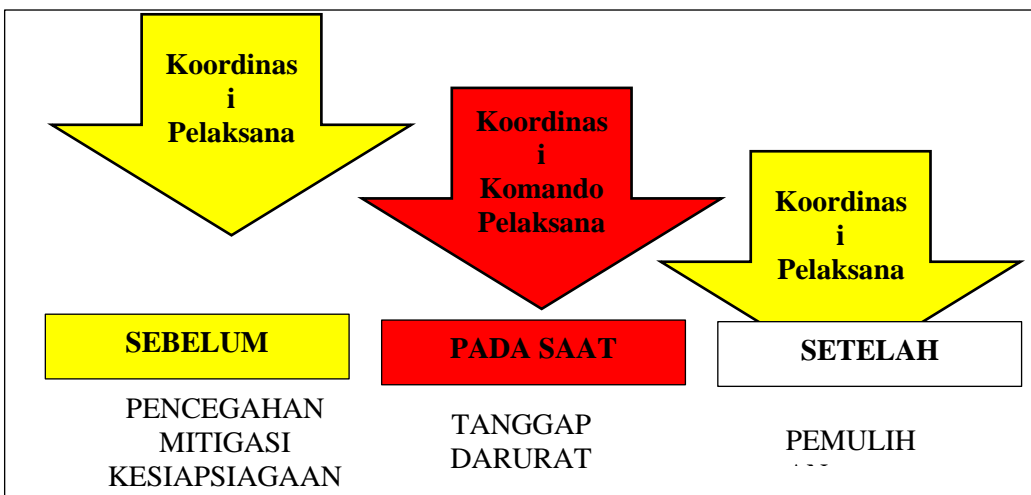 Koordinas
i
Pelaksana
Koordinas
i
Komando
Pelaksana
Koordinas
i
Pelaksana
SEBELUM
PADA SAAT
SETELAH
PENCEGAHAN
MITIGASI
KESIAPSIAGAAN
TANGGAP
DARURAT
PEMULIH